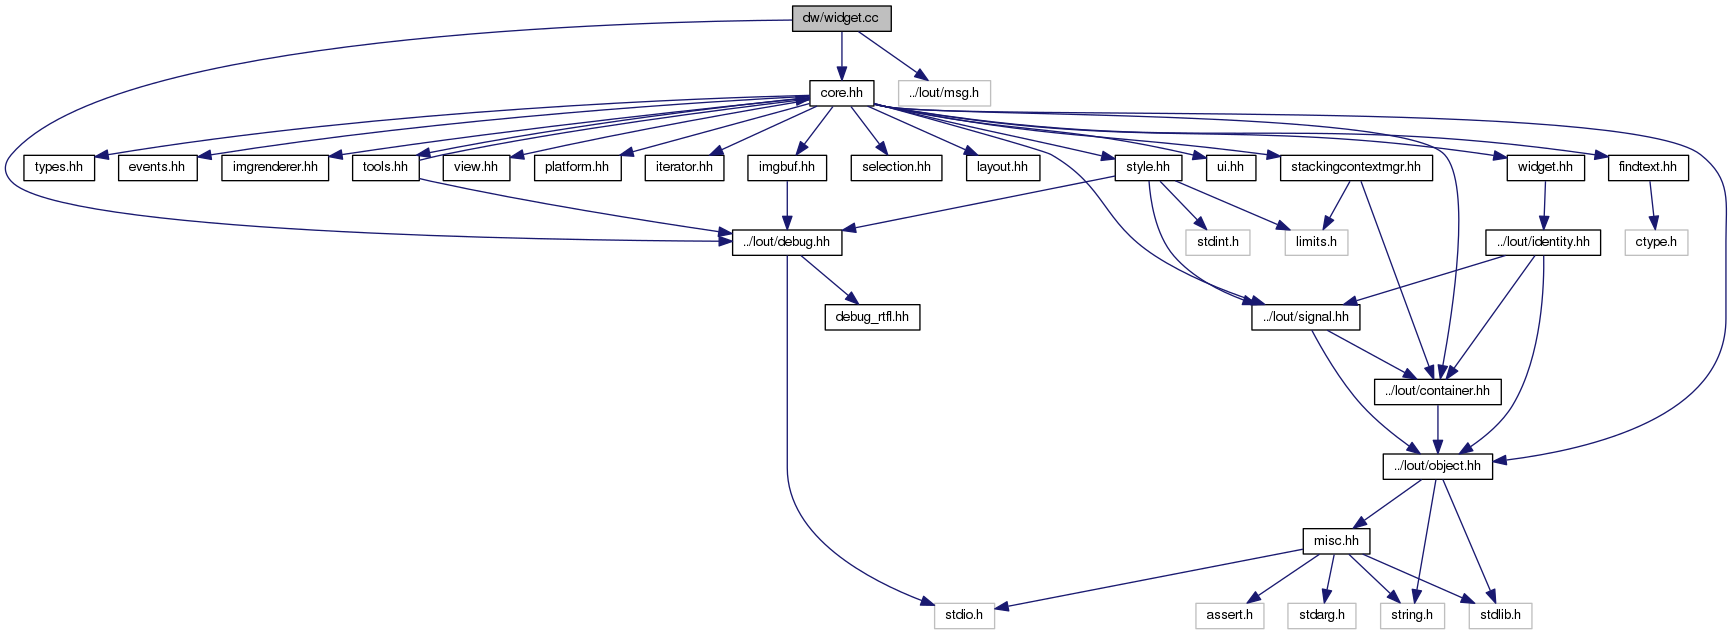 dw/widget.cc
core.hh
../lout/msg.h
types.hh
events.hh
imgrenderer.hh
tools.hh
view.hh
platform.hh
iterator.hh
imgbuf.hh
selection.hh
layout.hh
style.hh
ui.hh
stackingcontextmgr.hh
widget.hh
findtext.hh
../lout/debug.hh
stdint.h
limits.h
../lout/identity.hh
ctype.h
debug_rtfl.hh
../lout/signal.hh
../lout/container.hh
../lout/object.hh
misc.hh
stdio.h
assert.h
stdarg.h
string.h
stdlib.h